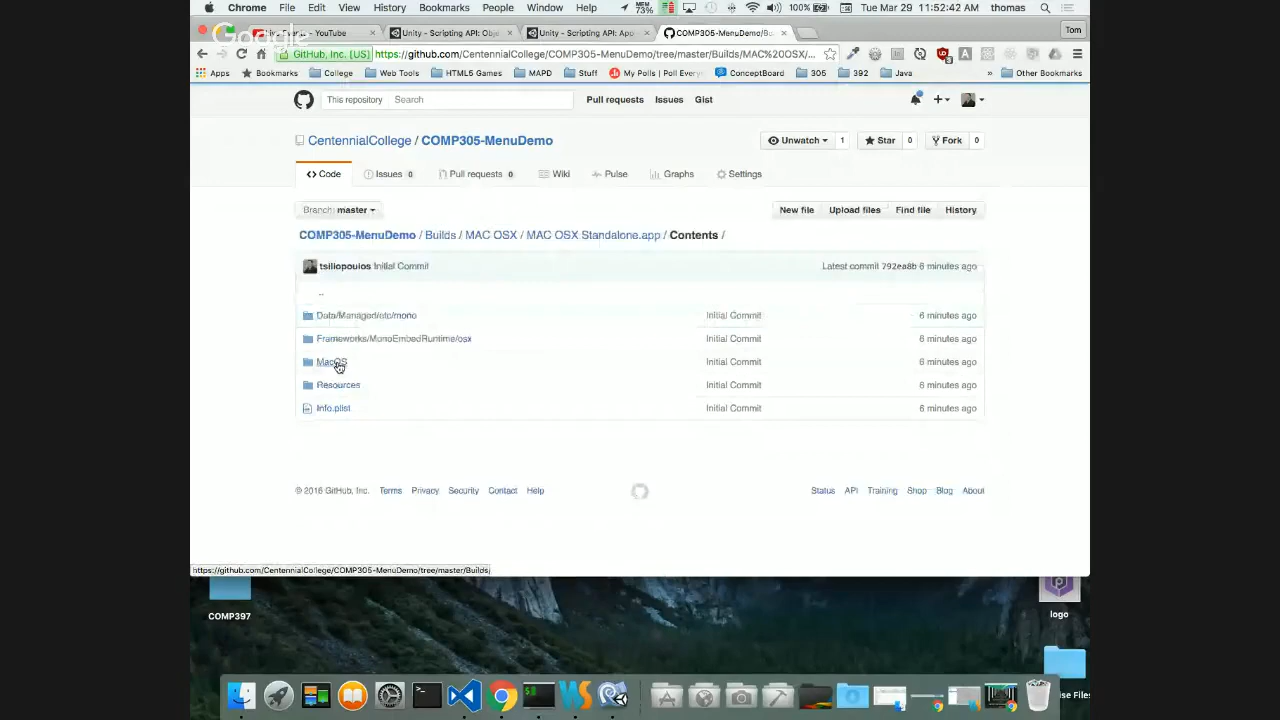 Chrome File Edit View History Bookmarks People Window Help MEM 73% 100% Tue Mar 29 11:52:42 AM thomas
Google
YouTube × Unity - Scripting API: Obj × Unity - Scripting API: App × COMP305-MenuDemo/B × Tom
GitHub, Inc. [US] https://github.com/CentennialCollege/COMP305-MenuDemo/tree/master/Builds/MAC%20OSX/...
Apps Bookmarks College Web Tools HTML5 Games MAPD Stuff My Polls | Poll Every ConceptBoard 305 392 Java » Other Bookmarks
This repository Search Pull requests Issues Gist
CentennialCollege / COMP305-MenuDemo Unwatch 1 Star 0 Fork 0
Code Issues 0 Pull requests 0 Wiki Pulse Graphs Settings
Branch: master New file Upload files Find file History
COMP305-MenuDemo / Builds / MAC OSX / MAC OSX Standalone.app / Contents /
tsiliopoulos Initial Commit Latest commit 792ea8b 6 minutes ago
..
Data/Managed/etc/mono Initial Commit 6 minutes ago
Frameworks/MonoEmbedRuntime/osx Initial Commit 6 minutes ago
MacOS Initial Commit 6 minutes ago
Resources Initial Commit 6 minutes ago
Info.plist Initial Commit 6 minutes ago
© 2016 GitHub, Inc. Terms Privacy Security Contact Help Status API Training Shop Blog About
https://github.com/CentennialCollege/COMP305-MenuDemo/tree/master/Builds
COMP397 logo